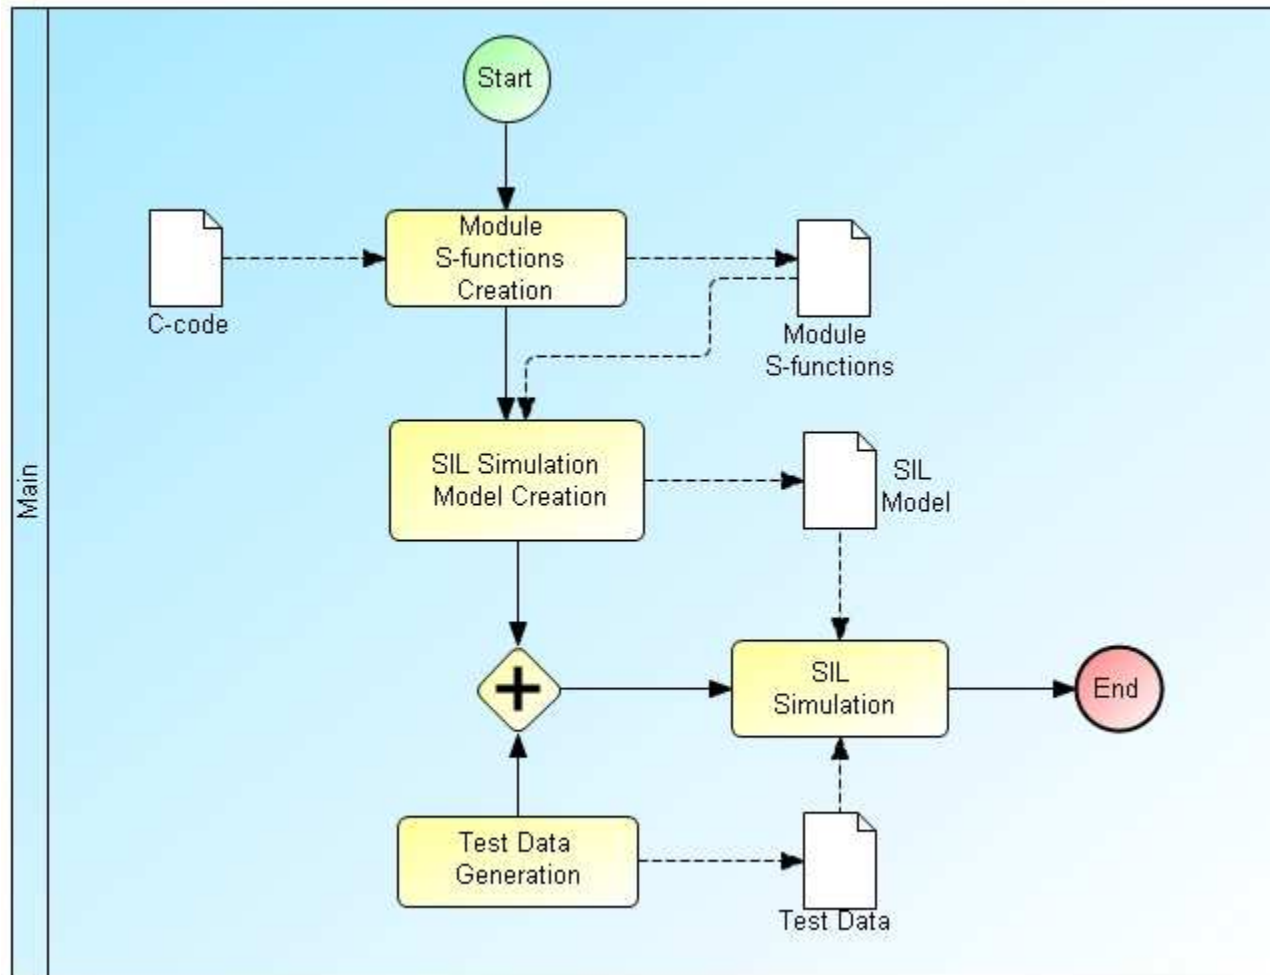 Start
Module
S-functions
Creation
C-code
Module
S-functions
SIL Simulation
Model Creation
SIL
Model
Main
SIL
Simulation
End
Test Data
Generation
Test Data